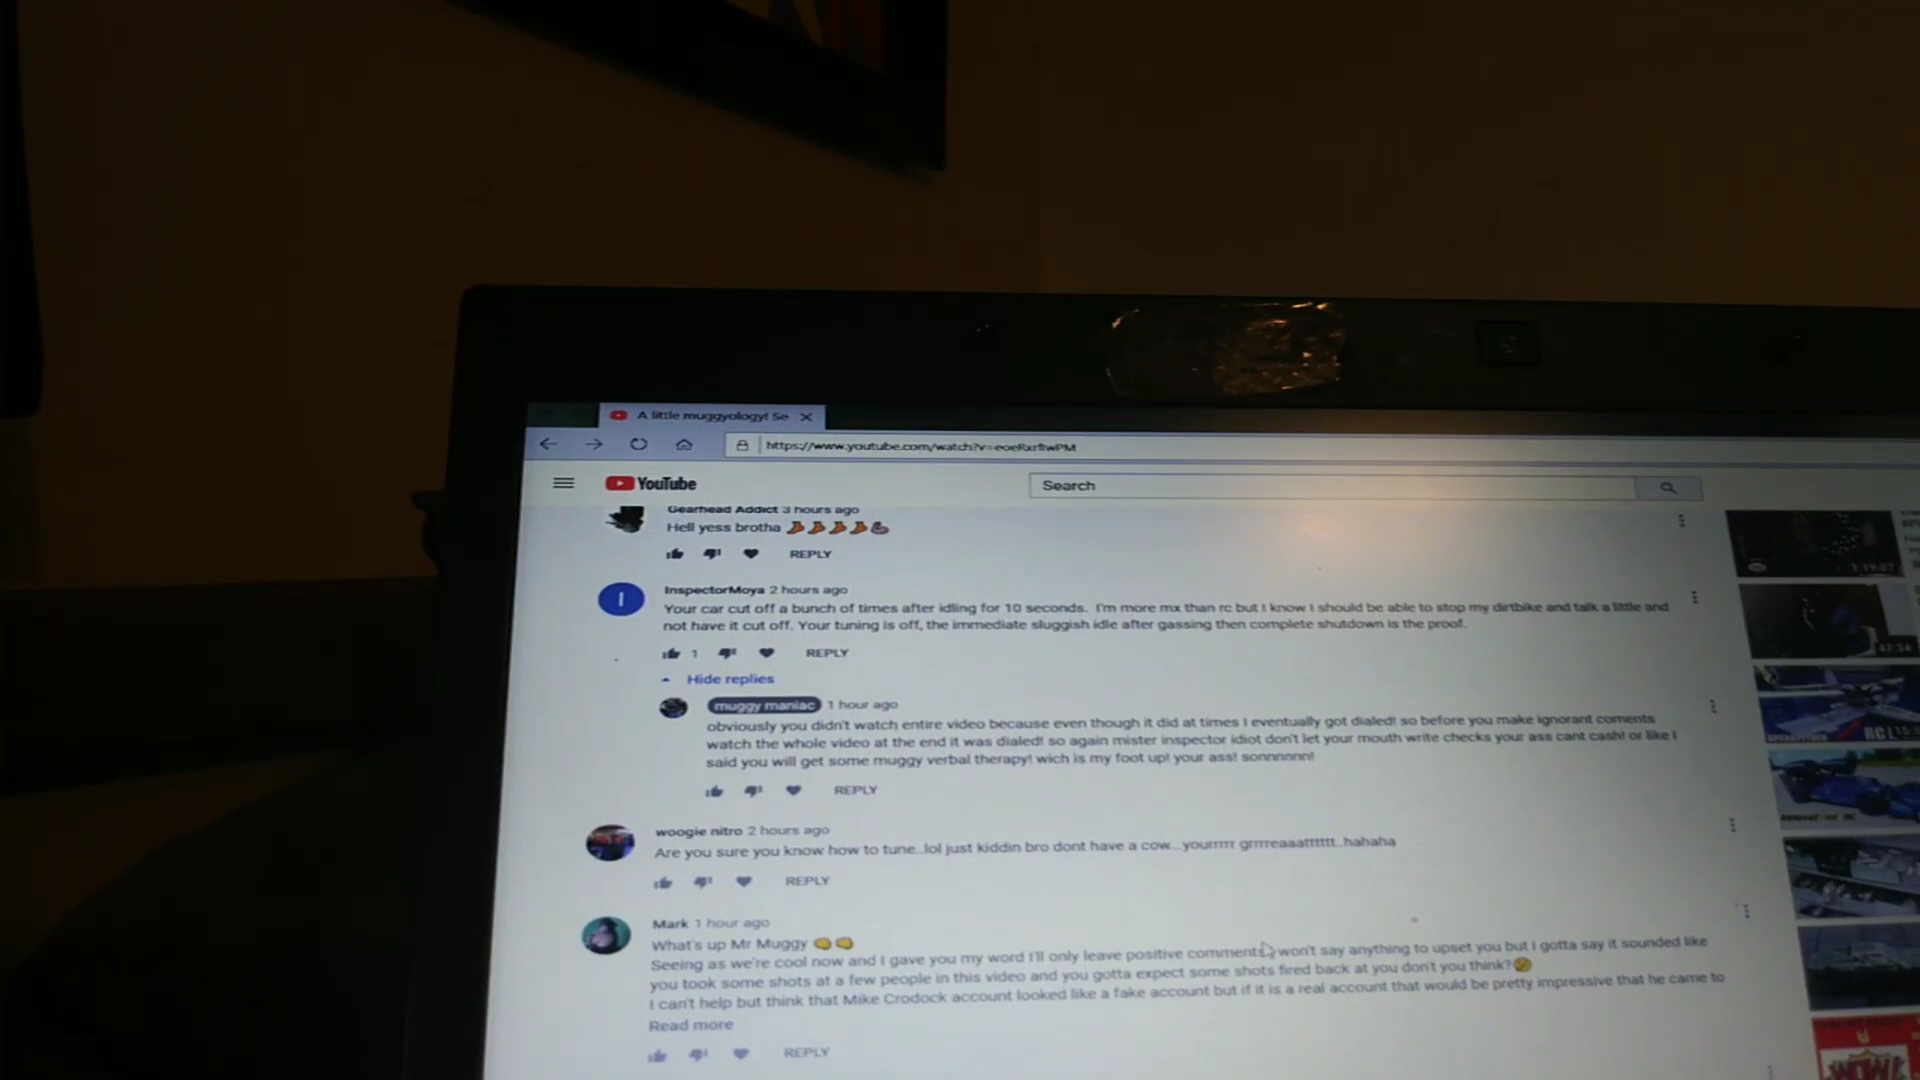 A little muggyology! Se
https://www.youtube.com/watch?v=
YouTube
Search
Gearhead Addict 3 hours ago
Hell yess brotha
REPLY
I
InspectorMoya 2 hours ago
Your car cut off a bunch of times after idling for 10 seconds. I'm more mx than rc but I know I should be able to stop my dirtbike and talk a little and
not have it cut off. Your tuning is off, the immediate sluggish idle after gassing then complete shutdown is the proof.
1 REPLY
Hide replies
muggy maniac 1 hour ago
obviously you didn't watch entire video because even though it did at times I eventually got dialed! so before you make ignorant coments
watch the whole video at the end it was dialed! so again mister inspector idiot don't let your mouth write checks your ass cant cash! or like I
said you will get some muggy verbal therapy! wich is my foot up! your ass! sonnnnnn!
REPLY
woogie nitro 2 hours ago
Are you sure you know how to tune..lol just kiddin bro dont have a cow...yourrrrr grrrreaaatttttt..hahaha
REPLY
Mark 1 hour ago
What's up Mr Muggy
Seeing as we're cool now and I gave you my word I'll only leave positive comments won't say anything to upset you but I gotta say it sounded like
you took some shots at a few people in this video and you gotta expect some shots fired back at you don't you think?
I can't help but think that Mike Crodock account looked like a fake account but if it is a real account that would be pretty impressive that he came to
Read more
REPLY
1:19:07
47:34
RC
WOW!